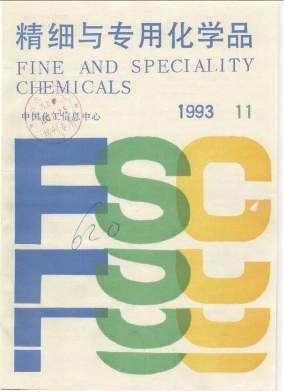 精细与专用化学品
FINE AND SPECIALITY
CHEMICALS
1993 11
中国化工信息中心
FSC
620